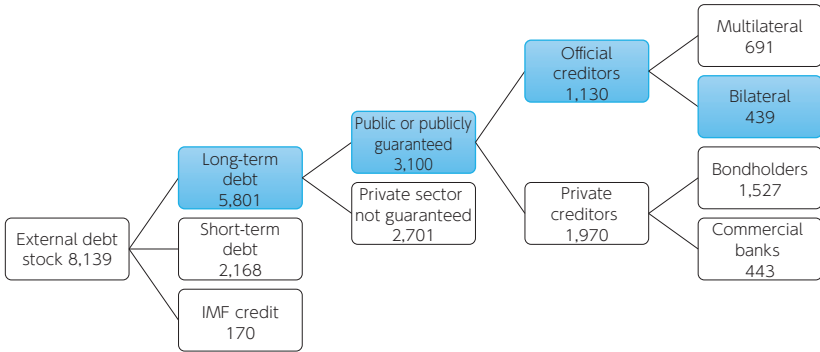 External debt
stock 8,139
Long-term
debt
5,801
Short-term
debt
2,168
IMF credit
170
Public or publicly
guaranteed
3,100
Private sector
not guaranteed
2,701
Official
creditors
1,130
Private
creditors
1,970
Multilateral
691
Bilateral
439
Bondholders
1,527
Commercial
banks
443